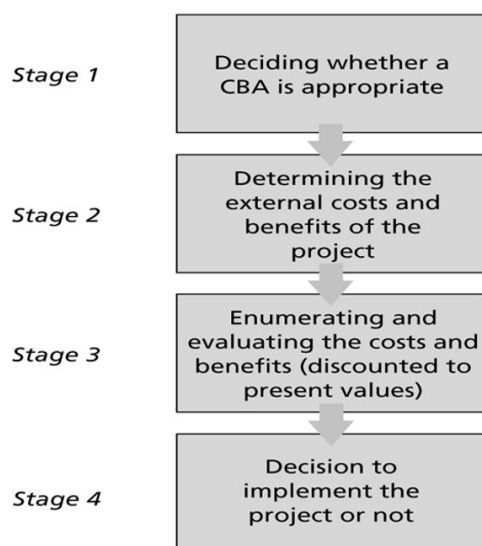 Stage 1
Deciding whether a
CBA is appropriate
Stage 2
Determining the
external costs and
benefits of the
project
Stage 3
Enumerating and
evaluating the costs and
benefits (discounted to
present values)
Stage 4
Decision to
implement the
project or not